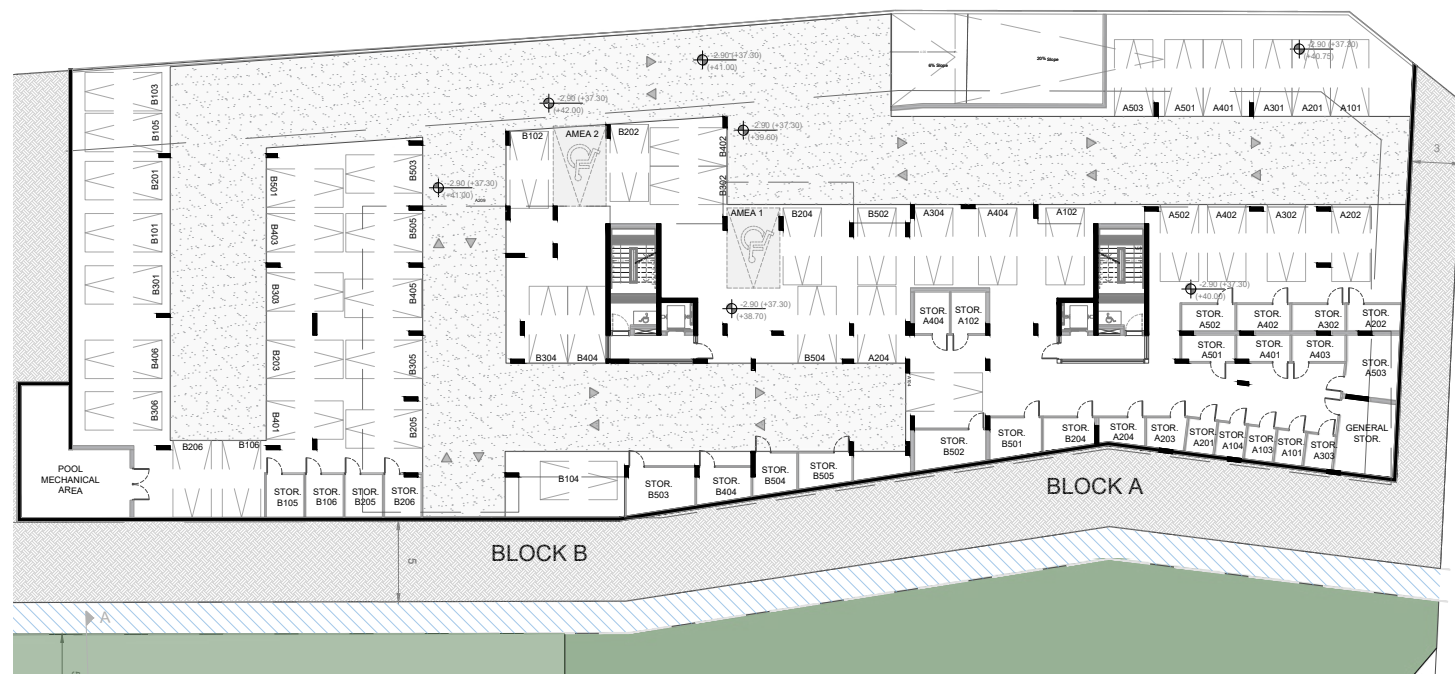 -2.90 (+37.30)
(+40.75)
-2.90 (+37.30)
(+41.00)
6% Slope
20% Slope
-2.90 (+37.30)
(+42.00)
A503
A501
A401
A301
A201
A101
B103
B105
B201
B101
B301
B406
B306
B102
AMEA 2
B202
-2.90 (+37.30)
(+39.60)
B402
B302
3
B501
B403
B303
B203
B401
B503
B505
B405
B305
B205
-2.90 (+37.30)
(+41.00)
AMEA 1
B204
B502
A304
A404
A102
A502
A402
A302
A202
-2.90 (+37.30)
(+38.70)
-2.90 (+37.30)
(+40.00)
STOR.
A404
STOR.
A102
STOR.
A502
STOR.
A402
STOR.
A302
STOR.
A202
STOR.
A501
STOR.
A401
STOR.
A403
STOR.
A503
B304
B404
B504
A204
B206
B106
POOL
MECHANICAL
AREA
STOR.
B105
STOR.
B106
STOR.
B205
STOR.
B206
B104
STOR.
B503
STOR.
B404
STOR.
B504
STOR.
B505
STOR.
B502
STOR.
B501
STOR.
B204
STOR.
A204
STOR.
A203
STOR.
A201
STOR.
A104
STOR.
A103
STOR.
A101
STOR.
A303
GENERAL
STOR.
BLOCK A
BLOCK B
5
A